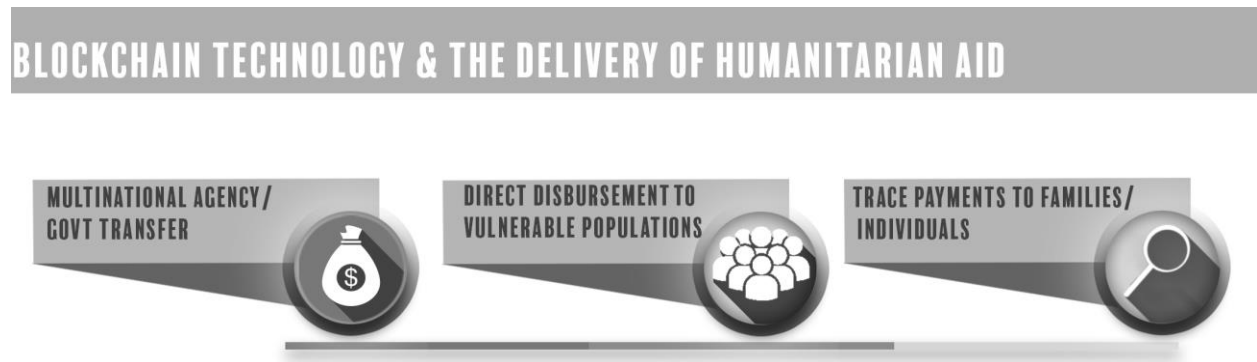 BLOCKCHAIN TECHNOLOGY & THE DELIVERY OF HUMANITARIAN AID
MULTINATIONAL AGENCY/
GOVT TRANSFER
$
DIRECT DISBURSEMENT TO
VULNERABLE POPULATIONS
TRACE PAYMENTS TO FAMILIES/
INDIVIDUALS